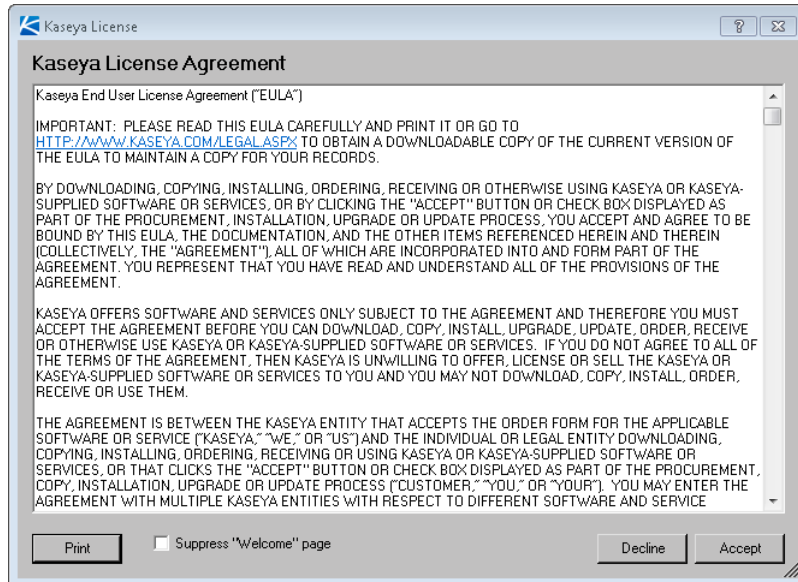 Kaseya License
Kaseya License Agreement
Kaseya End User License Agreement ("EULA")
IMPORTANT:  PLEASE READ THIS EULA CAREFULLY AND PRINT IT OR GO TO
HTTP://WWW.KASEYA.COM/LEGAL.ASPX TO OBTAIN A DOWNLOADABLE COPY OF THE CURRENT VERSION OF
THE EULA TO MAINTAIN A COPY FOR YOUR RECORDS.
BY DOWNLOADING, COPYING, INSTALLING, ORDERING, RECEIVING OR OTHERWISE USING KASEYA OR KASEYA-
SUPPLIED SOFTWARE OR SERVICES, OR BY CLICKING THE "ACCEPT" BUTTON OR CHECK BOX DISPLAYED AS
PART OF THE PROCUREMENT, INSTALLATION, UPGRADE OR UPDATE PROCESS, YOU ACCEPT AND AGREE TO BE
BOUND BY THIS EULA, THE DOCUMENTATION, AND THE OTHER ITEMS REFERENCED HEREIN AND THEREIN
(COLLECTIVELY, THE "AGREEMENT"), ALL OF WHICH ARE INCORPORATED INTO AND FORM PART OF THE
AGREEMENT. YOU REPRESENT THAT YOU HAVE READ AND UNDERSTAND ALL OF THE PROVISIONS OF THE
AGREEMENT.
KASEYA OFFERS SOFTWARE AND SERVICES ONLY SUBJECT TO THE AGREEMENT AND THEREFORE YOU MUST
ACCEPT THE AGREEMENT BEFORE YOU CAN DOWNLOAD, COPY, INSTALL, UPGRADE, UPDATE, ORDER, RECEIVE
OR OTHERWISE USE KASEYA OR KASEYA-SUPPLIED SOFTWARE OR SERVICES.  IF YOU DO NOT AGREE TO ALL OF
THE TERMS OF THE AGREEMENT, THEN KASEYA IS UNWILLING TO OFFER, LICENSE OR SELL THE KASEYA OR
KASEYA-SUPPLIED SOFTWARE OR SERVICES TO YOU AND YOU MAY NOT DOWNLOAD, COPY, INSTALL, ORDER,
RECEIVE OR USE THEM.
THE AGREEMENT IS BETWEEN THE KASEYA ENTITY THAT ACCEPTS THE ORDER FORM FOR THE APPLICABLE
SOFTWARE OR SERVICE ("KASEYA," "WE," OR "US") AND THE INDIVIDUAL OR LEGAL ENTITY DOWNLOADING,
COPYING, INSTALLING, ORDERING, RECEIVING OR USING KASEYA OR KASEYA-SUPPLIED SOFTWARE OR
SERVICES, OR THAT CLICKS THE "ACCEPT" BUTTON OR CHECK BOX DISPLAYED AS PART OF THE PROCUREMENT,
COPY, INSTALLATION, UPGRADE OR UPDATE PROCESS ("CUSTOMER," "YOU," OR "YOUR").  YOU MAY ENTER THE
AGREEMENT WITH MULTIPLE KASEYA ENTITIES WITH RESPECT TO DIFFERENT SOFTWARE AND SERVICE
Print
Suppress "Welcome" page
Decline
Accept